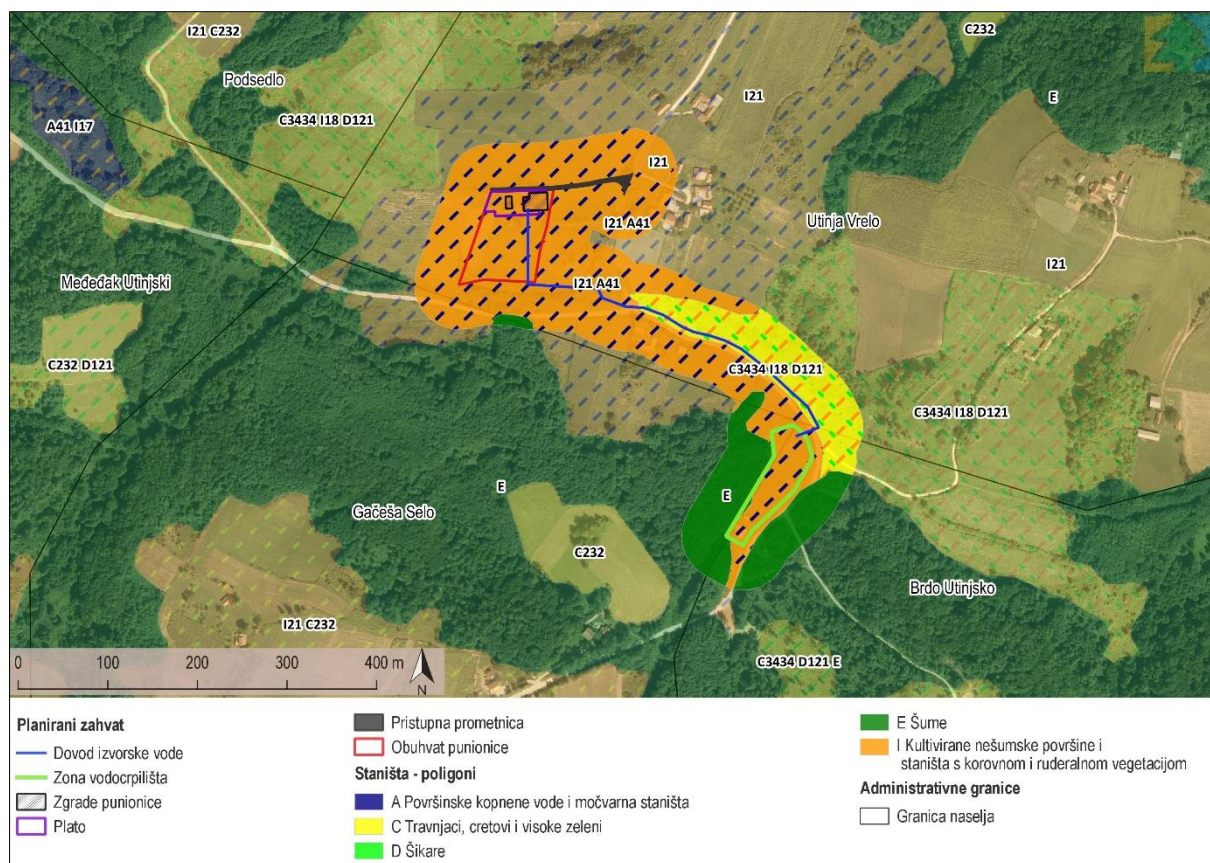 I21 C232
C232
Podsedlo
I21
E
A41 I17
C3434 I18 D121
I21
I21 A41
Utinja Vrelo
I21
Međeđak Utinjski
I21 A41
C232 D121
C3434 I18 D121
C3434 I18 D121
E
E
Gačeša Selo
C232
Brdo Utinjsko
I21 C232
C3434 D121 E
0 100 200 300 400 m
N
Planirani zahvat
Dovod izvorske vode
Zona vodocrpilišta
Zgrade punionice
Plato
Pristupna prometnica
Obuhvat punionice
Staništa - poligoni
A Površinske kopnene vode i močvarna staništa
C Travnjaci, cretovi i visoke zeleni
D Šikare
E Šume
I Kultivirane nešumske površine i
staništa s korovnom i ruderalnom vegetacijom
Administrativne granice
Granica naselja